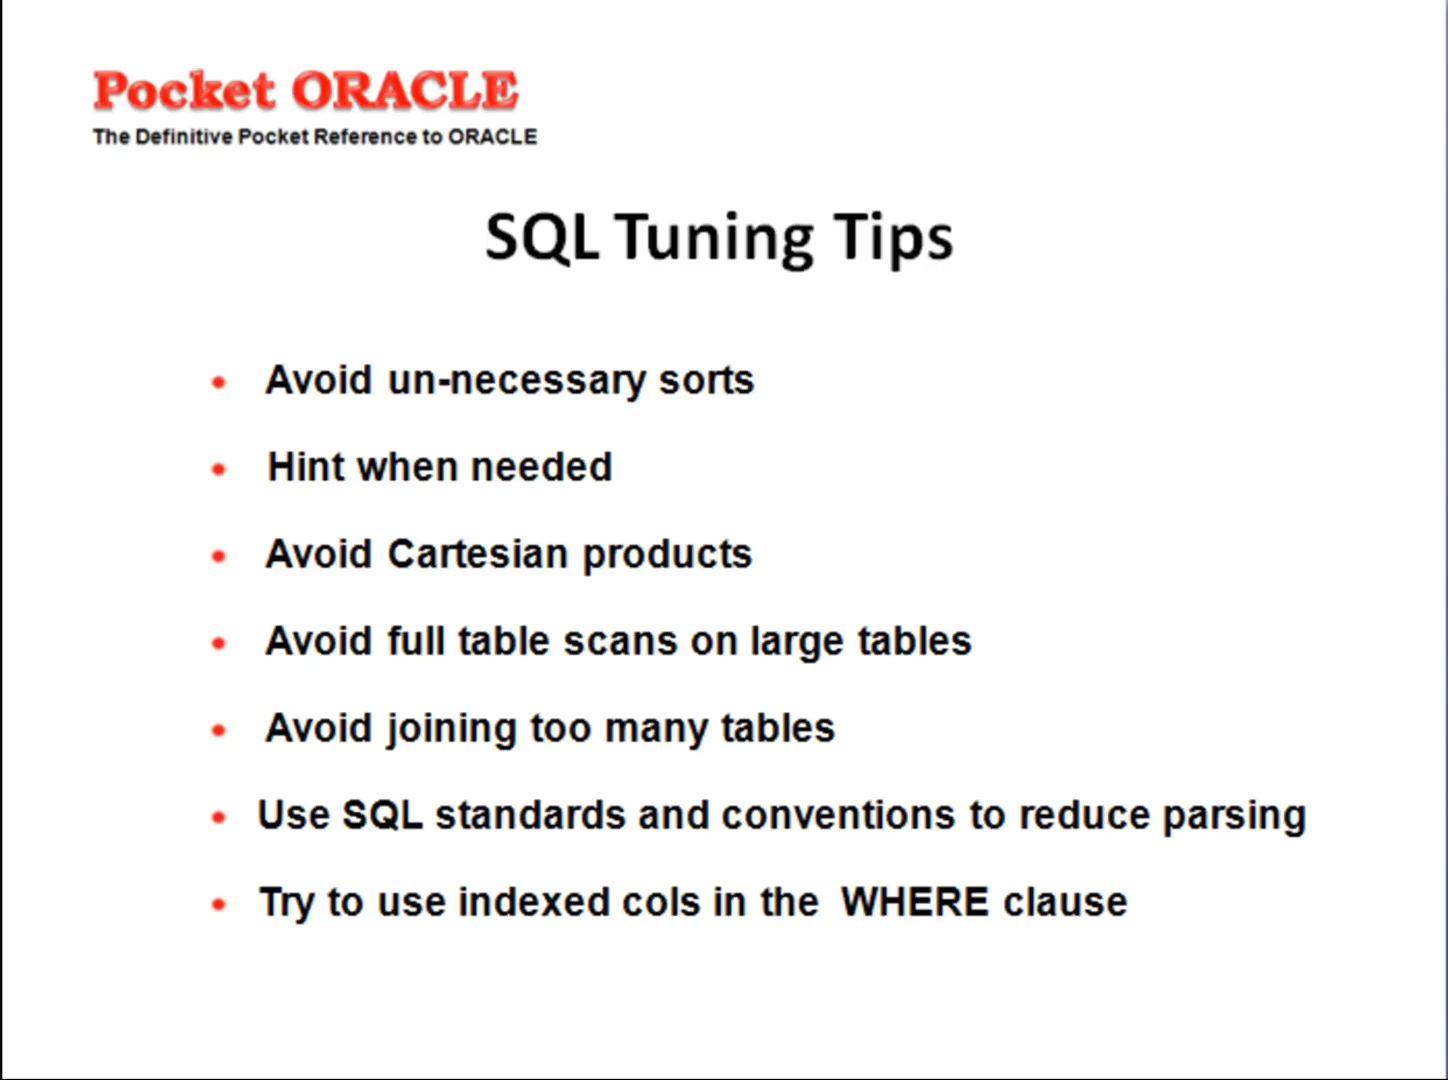 Pocket ORACLE
The Definitive Pocket Reference to ORACLE
SQL Tuning Tips
• Avoid un-necessary sorts
• Hint when needed
• Avoid Cartesian products
• Avoid full table scans on large tables
• Avoid joining too many tables
• Use SQL standards and conventions to reduce parsing
• Try to use indexed cols in the WHERE clause